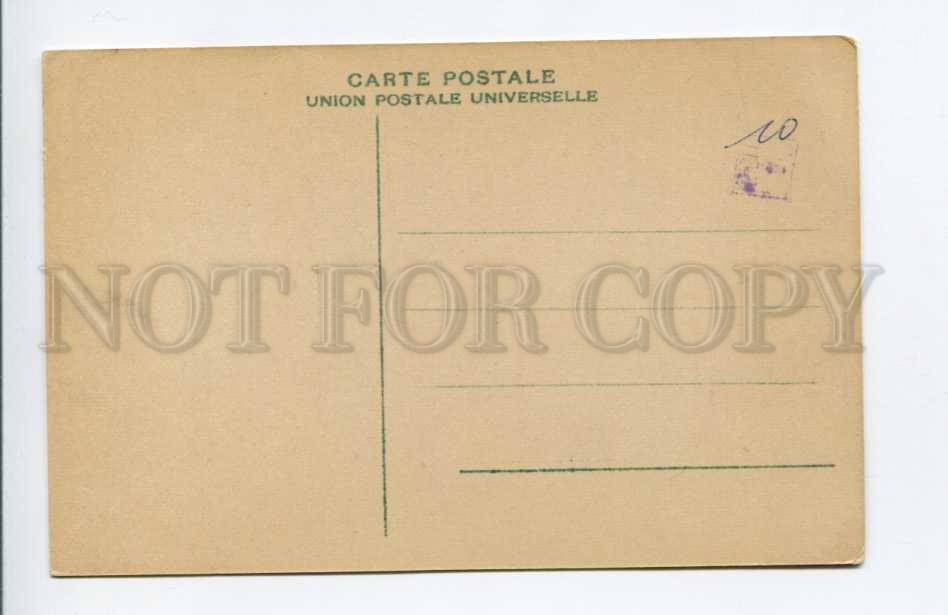 CARTE POSTALE
UNION POSTALE UNIVERSELLE
10
NOT FOR COPY